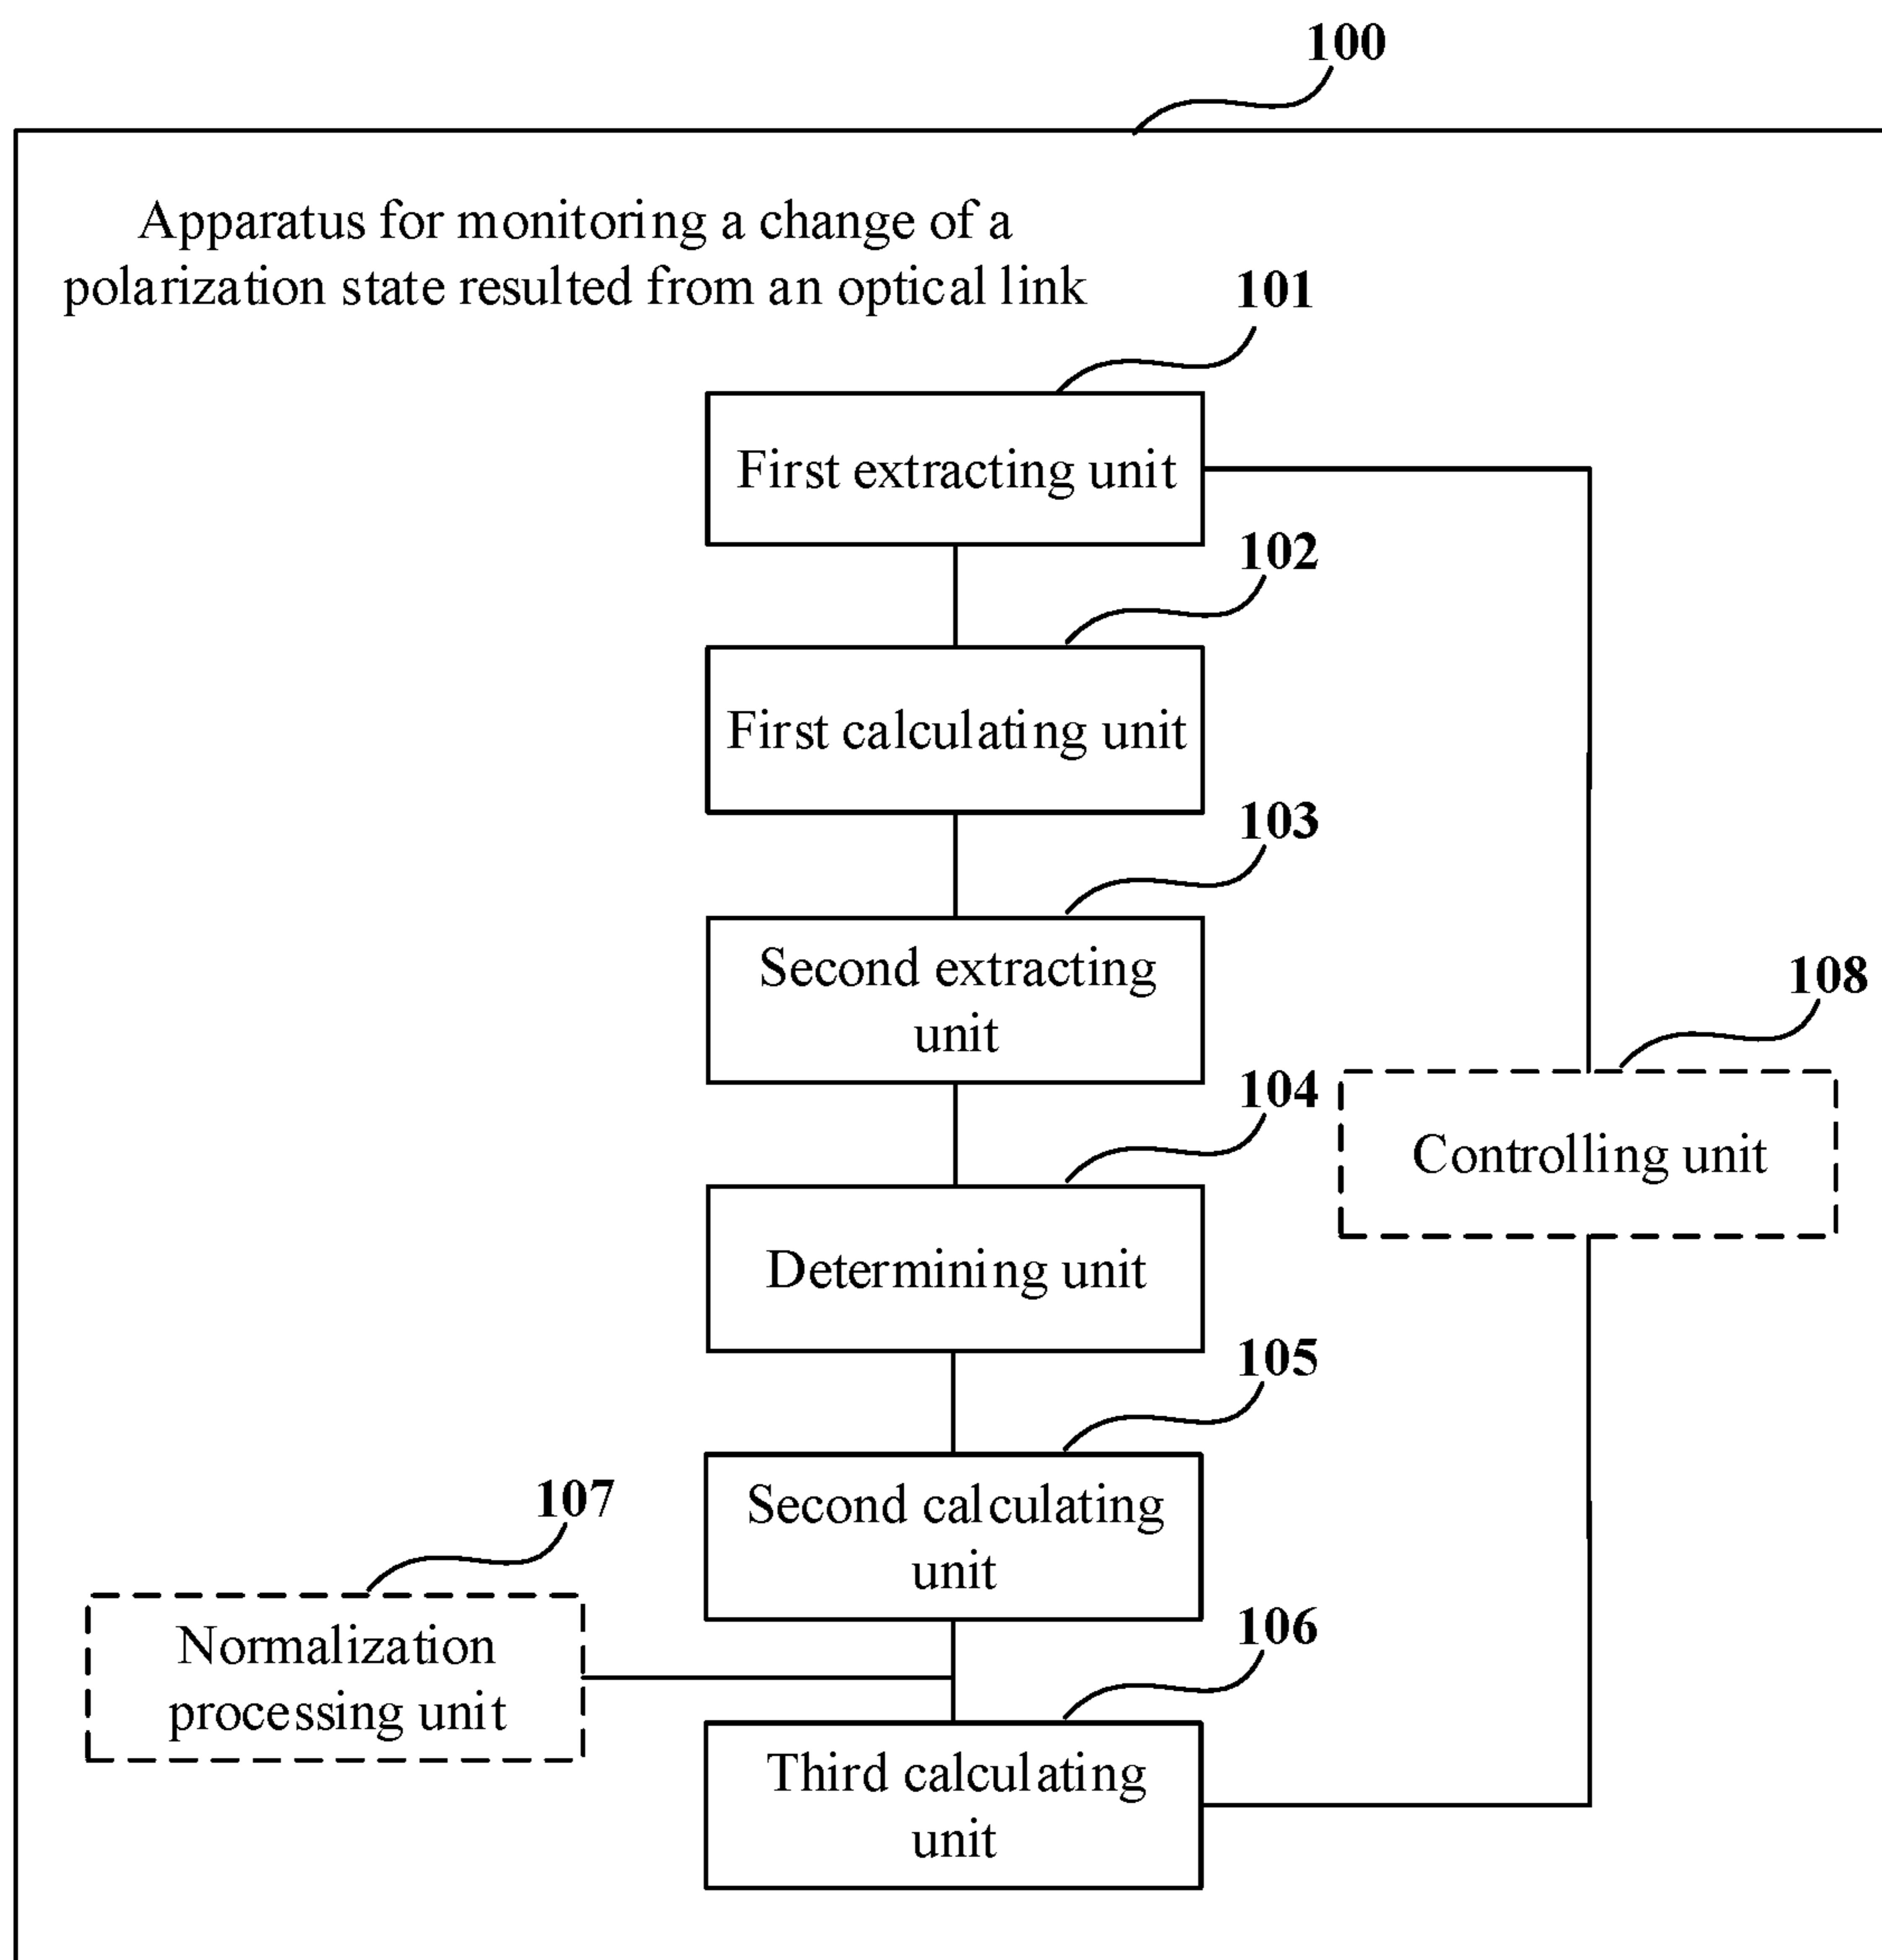 100
Apparatus for monitoring a change of a
polarization state resulted from an optical link
101
First extracting unit
102
First calculating unit
103
Second extracting
unit
108
104
Controlling unit
Determining unit
105
Second calculating
unit
107
Normalization
processing unit
106
Third calculating
unit